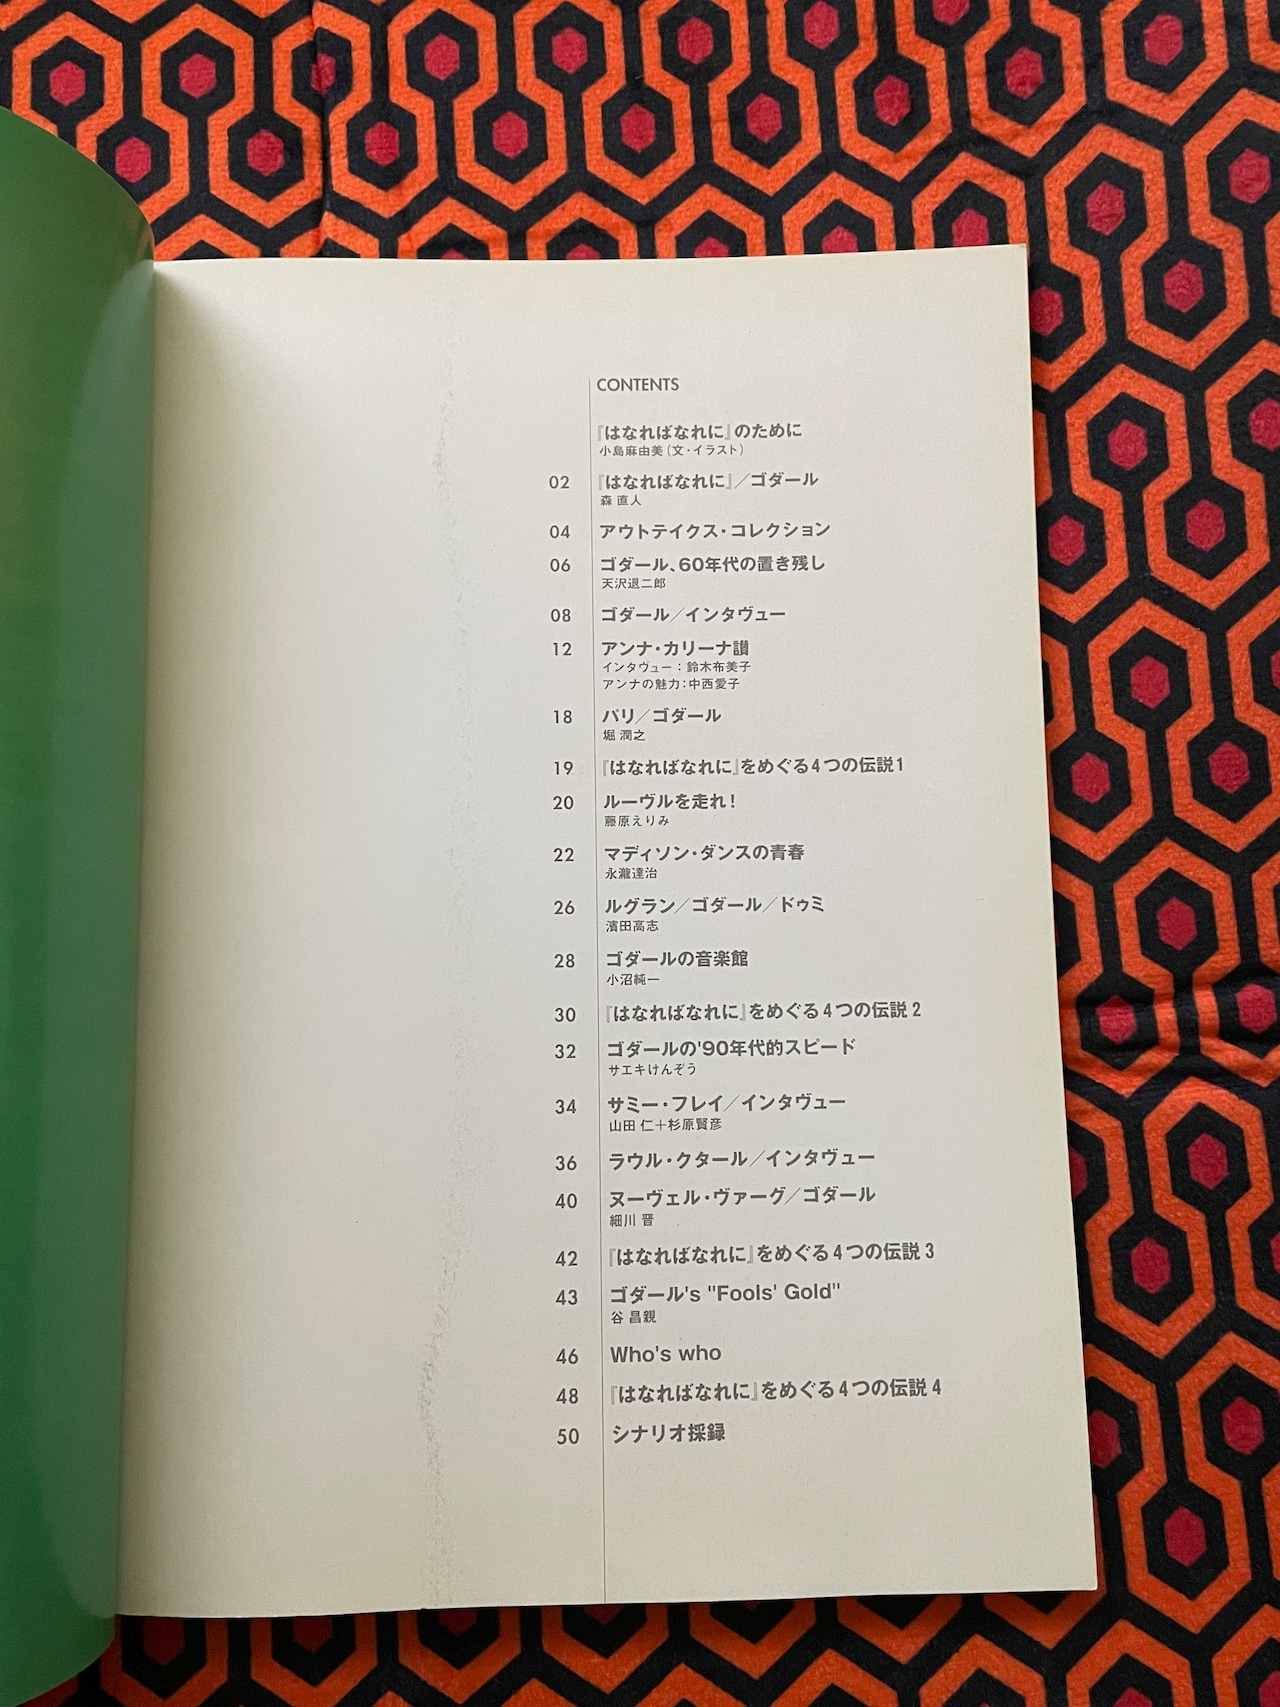 CONTENTS
『はなればなれに』のために
小島麻由美（文・イラスト）
02 『はなればなれに』／ゴダール
森 直人
04 アウトテイクス・コレクション
06 ゴダール、60年代の置き残し
天沢退二郎
08 ゴダール／インタヴュー
12 アンナ・カリーナ讃
インタヴュー：鈴木布美子
アンナの魅力：中西愛子
18 パリ／ゴダール
堀 潤之
19 『はなればなれに』をめぐる4つの伝説1
20 ルーヴルを走れ！
藤原えりみ
22 マディソン・ダンスの青春
永瀧達治
26 ルグラン／ゴダール／ドゥミ
濱田高志
28 ゴダールの音楽館
小沼純一
30 『はなればなれに』をめぐる4つの伝説 2
32 ゴダールの'90年代的スピード
サエキけんぞう
34 サミー・フレイ／インタヴュー
山田 仁＋杉原賢彦
36 ラウル・クタール／インタヴュー
40 ヌーヴェル・ヴァーグ／ゴダール
細川 晋
42 『はなればなれに』をめぐる4つの伝説 3
43 ゴダール's "Fools' Gold"
谷 昌親
46 Who's who
48 『はなればなれに』をめぐる4つの伝説 4
50 シナリオ採録